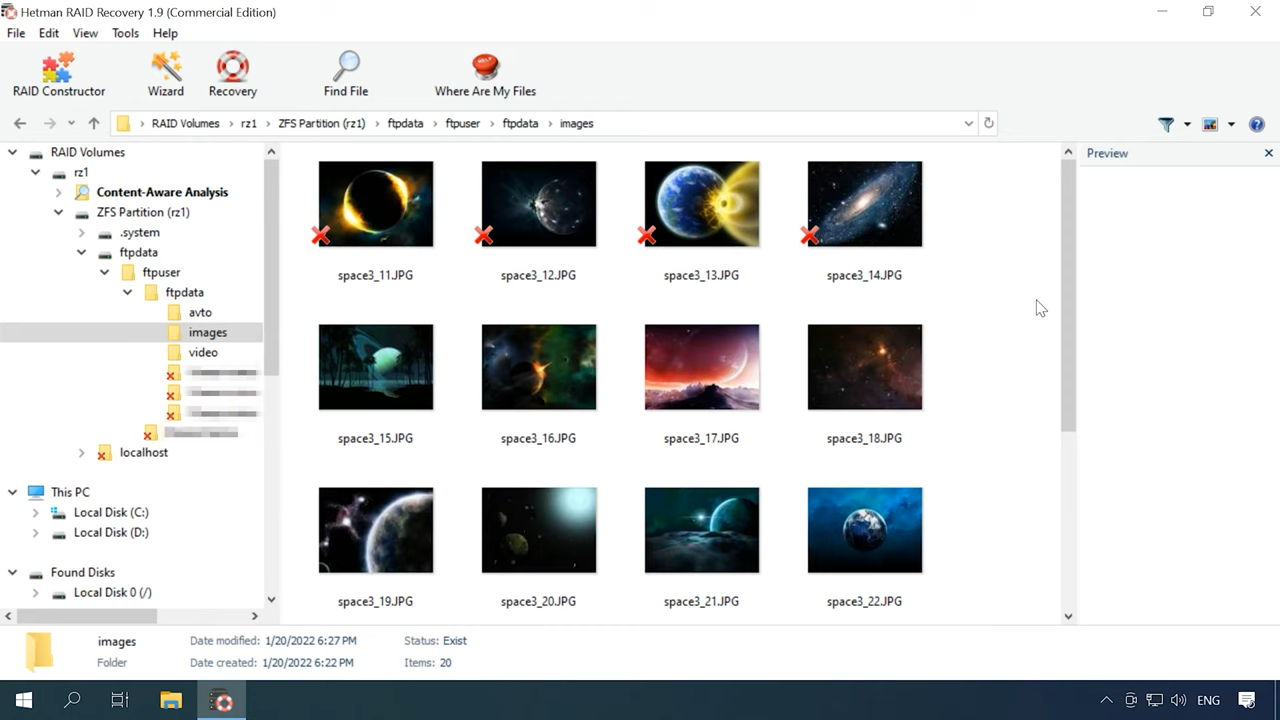 Hetman RAID Recovery 1.9 (Commercial Edition)
File Edit View Tools Help
RAID Constructor Wizard Recovery Find File HELP Where Are My Files
RAID Volumes rz1 ZFS Partition (rz1) ftpdata ftpuser ftpdata images
RAID Volumes
rz1
Content-Aware Analysis
ZFS Partition (rz1)
.system
ftpdata
ftpuser
ftpdata
avto
images
video
localhost
This PC
Local Disk (C:)
Local Disk (D:)
Found Disks
Local Disk 0 (/)
space3_11.JPG space3_12.JPG space3_13.JPG space3_14.JPG
space3_15.JPG space3_16.JPG space3_17.JPG space3_18.JPG
space3_19.JPG space3_20.JPG space3_21.JPG space3_22.JPG
Preview
images Date modified: 1/20/2022 6:27 PM Status: Exist
Folder Date created: 1/20/2022 6:22 PM Items: 20
ENG